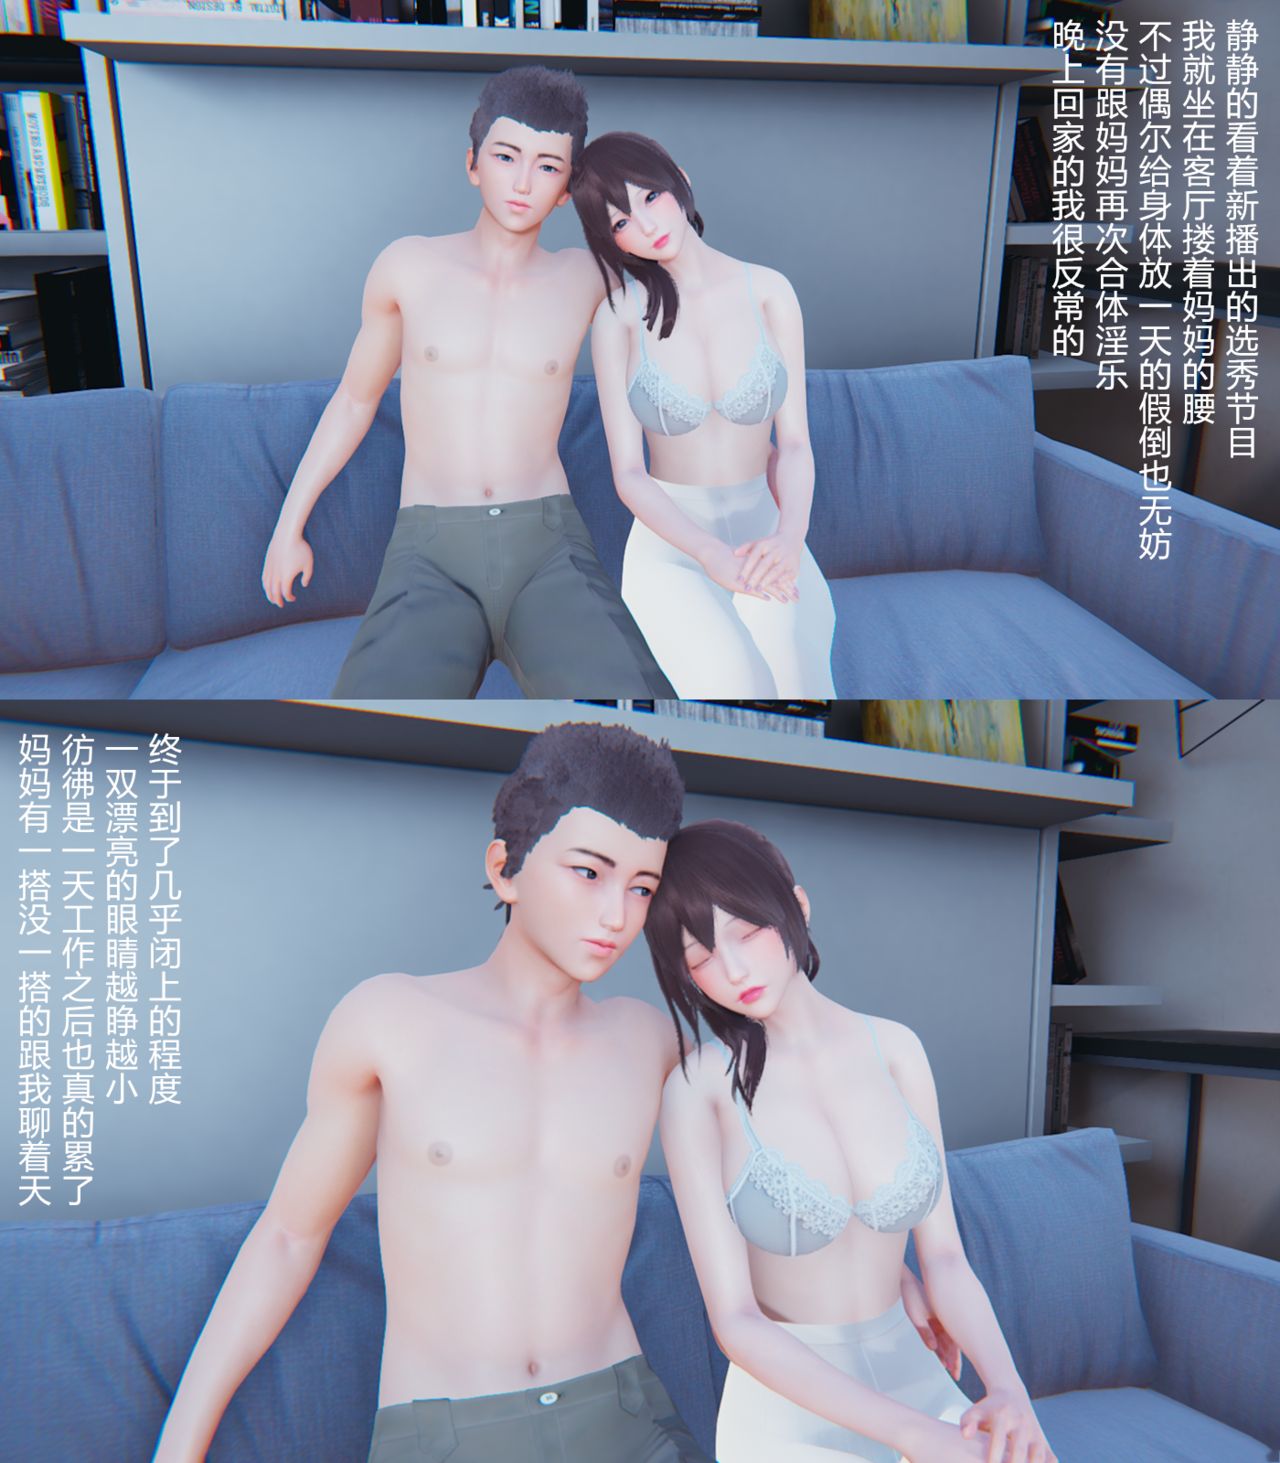 晚上回家的我很反常的
没有跟妈妈再次合体淫乐
不过偶尔给身体放一天的假倒也无妨
我就坐在客厅搂着妈妈的腰
静静的看着新播出的选秀节目
妈妈有一搭没一搭的跟我聊着天
彷彿是一天工作之后也真的累了
一双漂亮的眼睛越睁越小
终于到了几乎闭上的程度